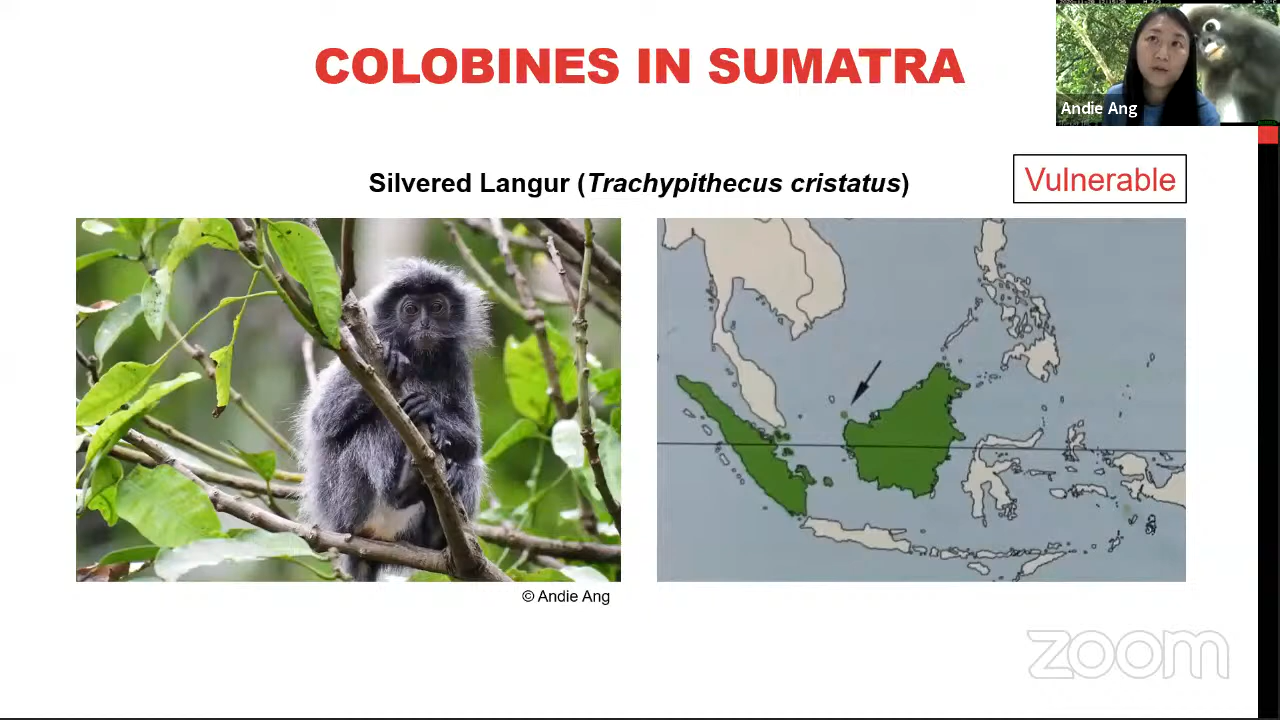 COLOBINES IN SUMATRA
Andie Ang
Silvered Langur (Trachypithecus cristatus)
Vulnerable
© Andie Ang
zoom